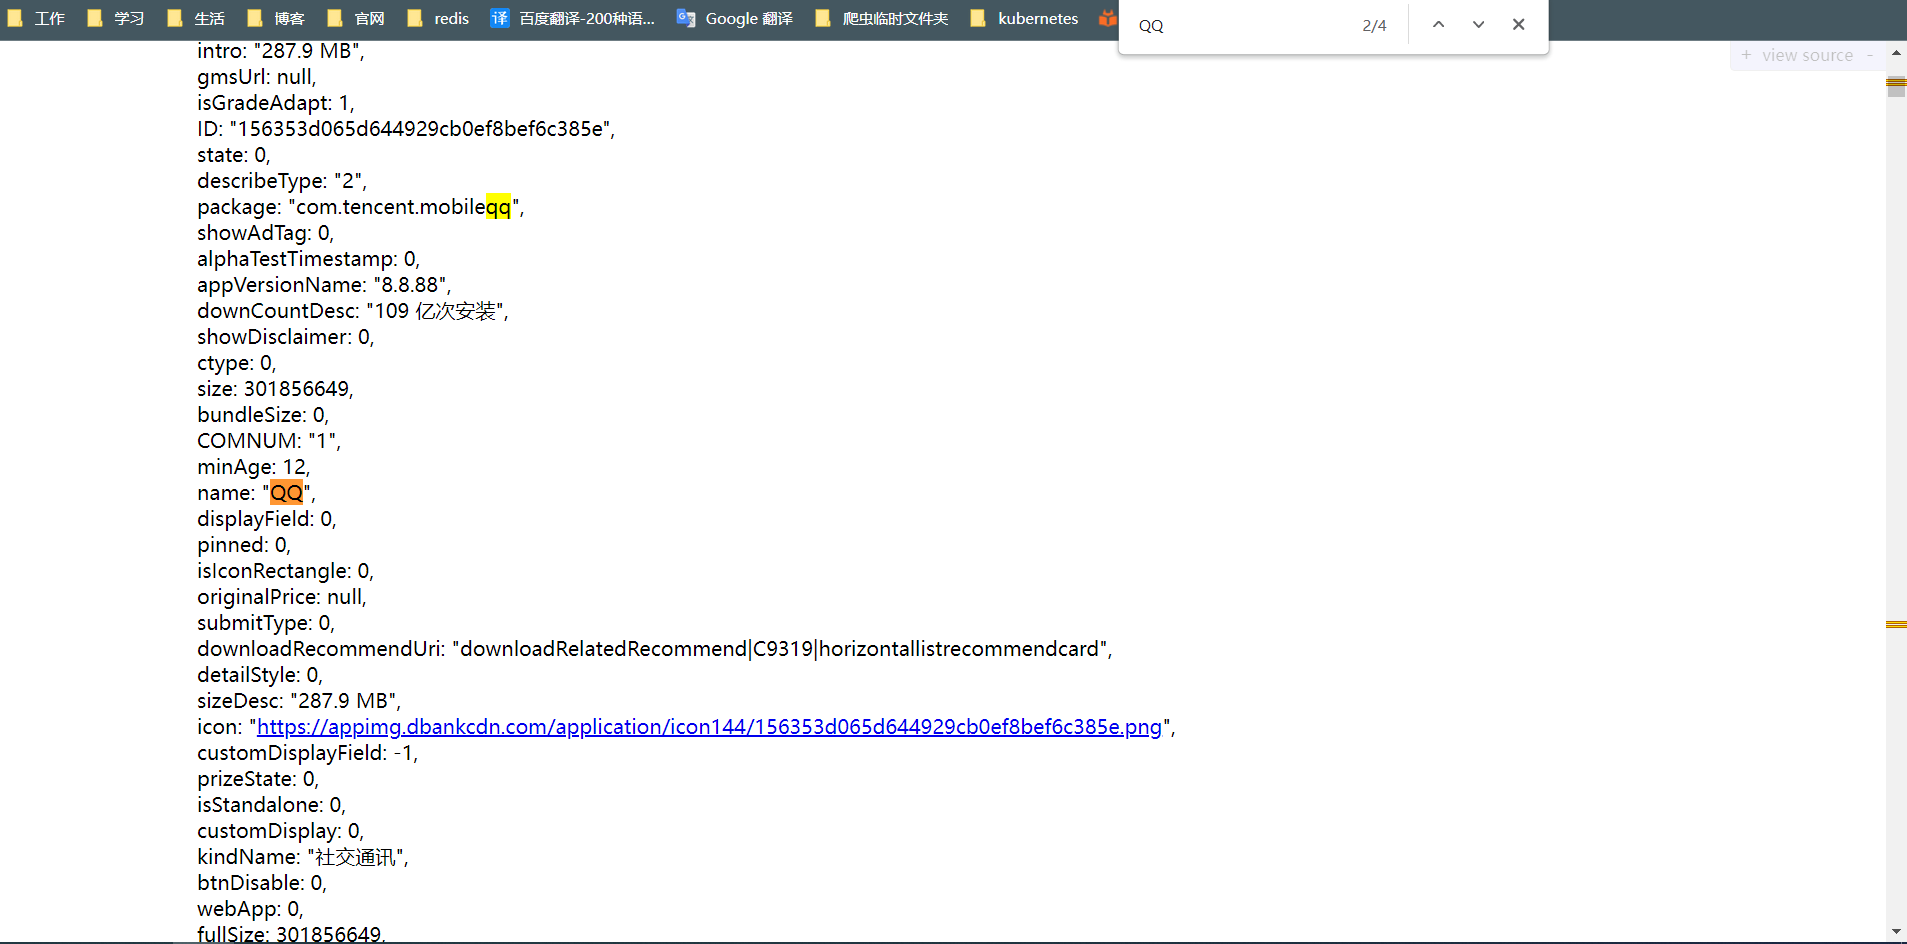 工作 学习 生活 博客 官网 redis 译 百度翻译-200种语... Google 翻译 爬虫临时文件夹 kubernetes
QQ 2/4
+ view source -
intro: "287.9 MB",
gmsUrl: null,
isGradeAdapt: 1,
ID: "156353d065d644929cb0ef8bef6c385e",
state: 0,
describeType: "2",
package: "com.tencent.mobileqq",
showAdTag: 0,
alphaTestTimestamp: 0,
appVersionName: "8.8.88",
downCountDesc: "109 亿次安装",
showDisclaimer: 0,
ctype: 0,
size: 301856649,
bundleSize: 0,
COMNUM: "1",
minAge: 12,
name: "QQ",
displayField: 0,
pinned: 0,
isIconRectangle: 0,
originalPrice: null,
submitType: 0,
downloadRecommendUri: "downloadRelatedRecommend|C9319|horizontallistrecommendcard",
detailStyle: 0,
sizeDesc: "287.9 MB",
icon: "https://appimg.dbankcdn.com/application/icon144/156353d065d644929cb0ef8bef6c385e.png",
customDisplayField: -1,
prizeState: 0,
isStandalone: 0,
customDisplay: 0,
kindName: "社交通讯",
btnDisable: 0,
webApp: 0,
fullSize: 301856649,